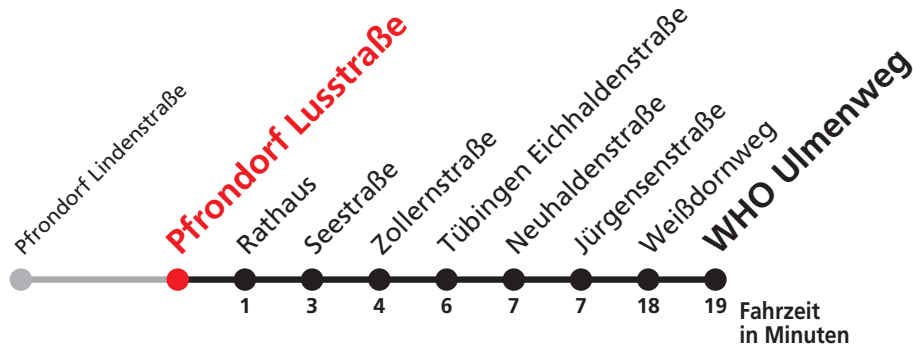 Pfrondorf Lindenstraße
Pfrondorf Lusstraße
Rathaus
Seestraße
Zollernstraße
Tübingen Eichhaldenstraße
Neuhaldenstraße
Jürgensenstraße
Weißdornweg
WHO Ulmenweg
1 3 4 6 7 7 18 19
Fahrzeit
in Minuten